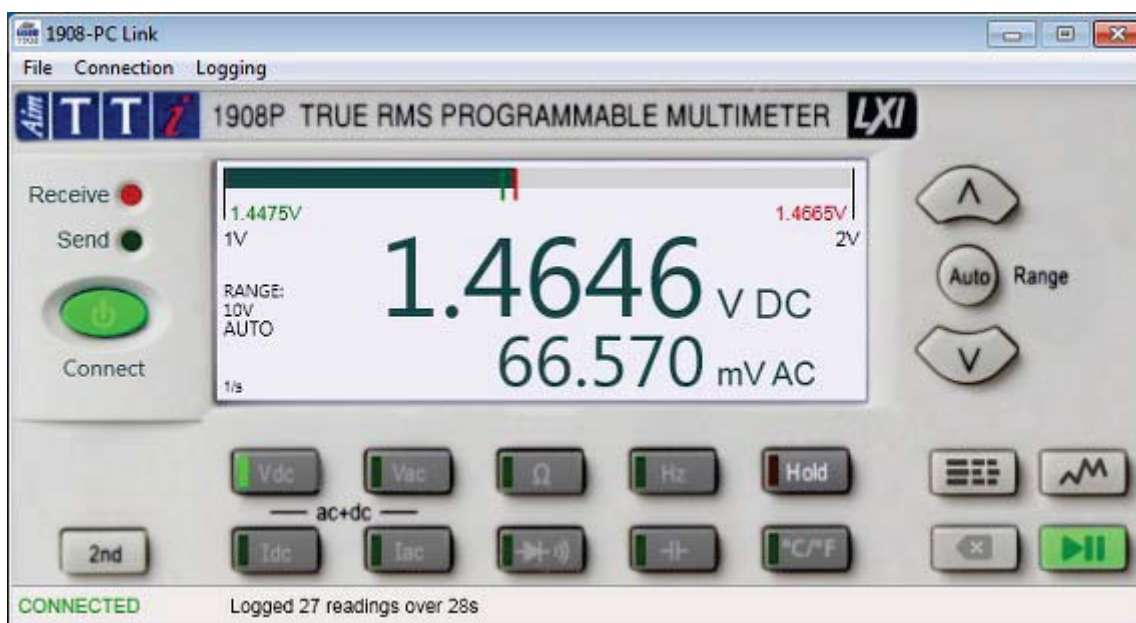 1908-PC Link
File Connection Logging
Aim TTi 1908P TRUE RMS PROGRAMMABLE MULTIMETER LXI
Receive
Send
Connect
1.4475V 1.4665V
1V 2V
RANGE:
10V
AUTO
1.4646 V DC
66.570 mV AC
1/s
Auto Range
Vdc Vac Ω Hz Hold
ac+dc
2nd Idc Iac °C/°F
CONNECTED Logged 27 readings over 28s